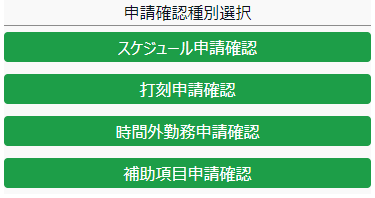 申請確認種別選択
スケジュール申請確認
打刻申請確認
時間外勤務申請確認
補助項目申請確認